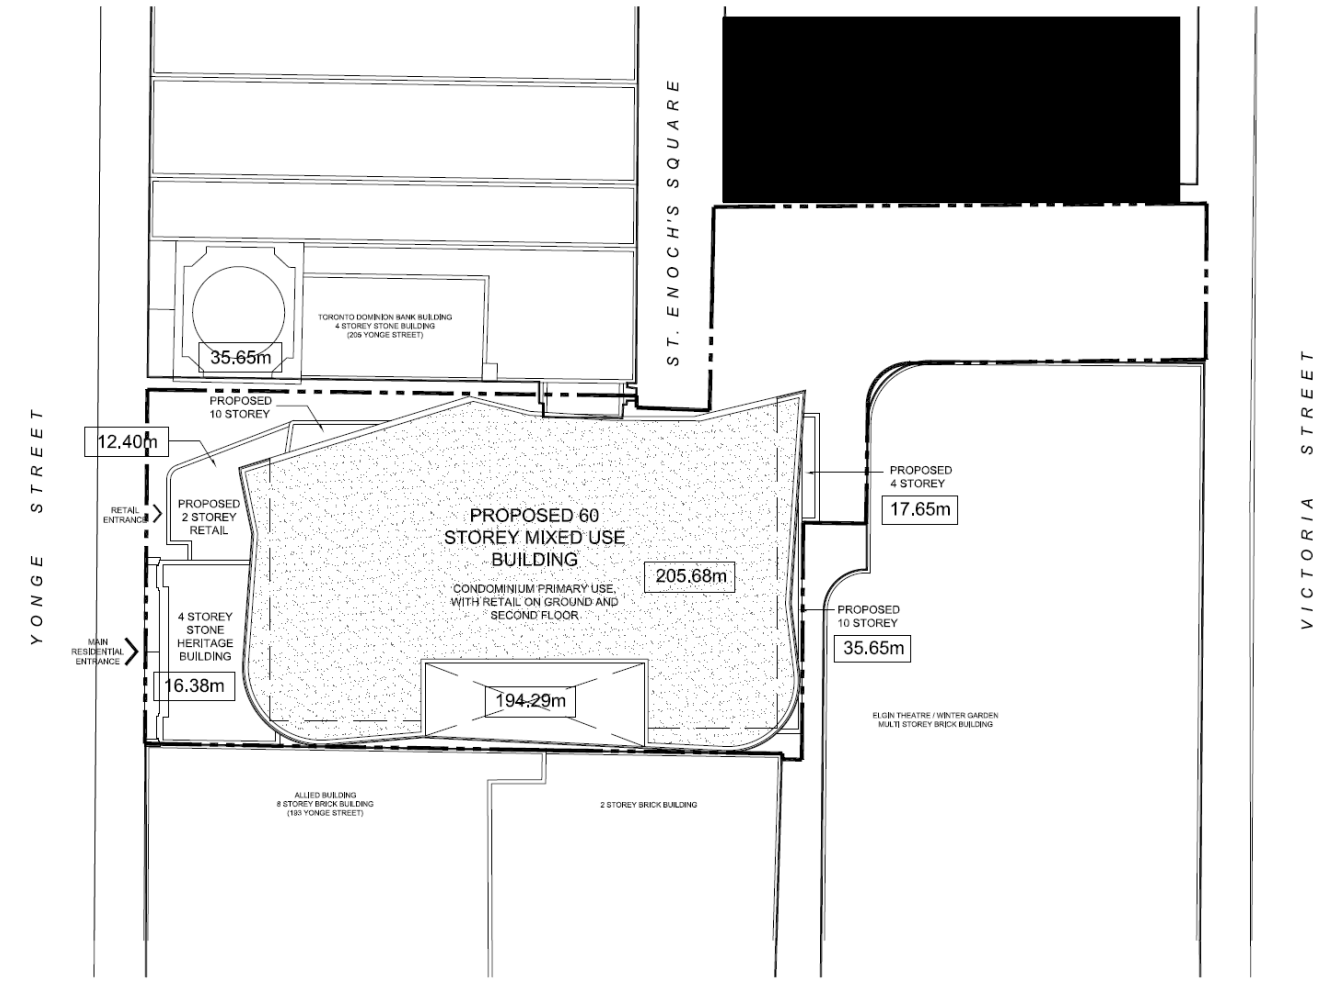 ST. ENOCH'S SQUARE
TORONTO DOMINION BANK BUILDING
4 STOREY STONE BUILDING
(205 YONGE STREET)
35.65m
PROPOSED
10 STOREY
12.40m
YONGE STREET
VICTORIA STREET
RETAIL
ENTRANCE
PROPOSED
2 STOREY
RETAIL
PROPOSED 60
STOREY MIXED USE
BUILDING
CONDOMINIUM PRIMARY USE,
WITH RETAIL ON GROUND AND
SECOND FLOOR
205.68m
PROPOSED
4 STOREY
17.65m
PROPOSED
10 STOREY
35.65m
MAIN
RESIDENTIAL
ENTRANCE
4 STOREY
STONE
HERITAGE
BUILDING
16.38m
194.29m
ELGIN THEATRE / WINTER GARDEN
MULTI STOREY BRICK BUILDING
ALLIED BUILDING
8 STOREY BRICK BUILDING
(193 YONGE STREET)
2 STOREY BRICK BUILDING